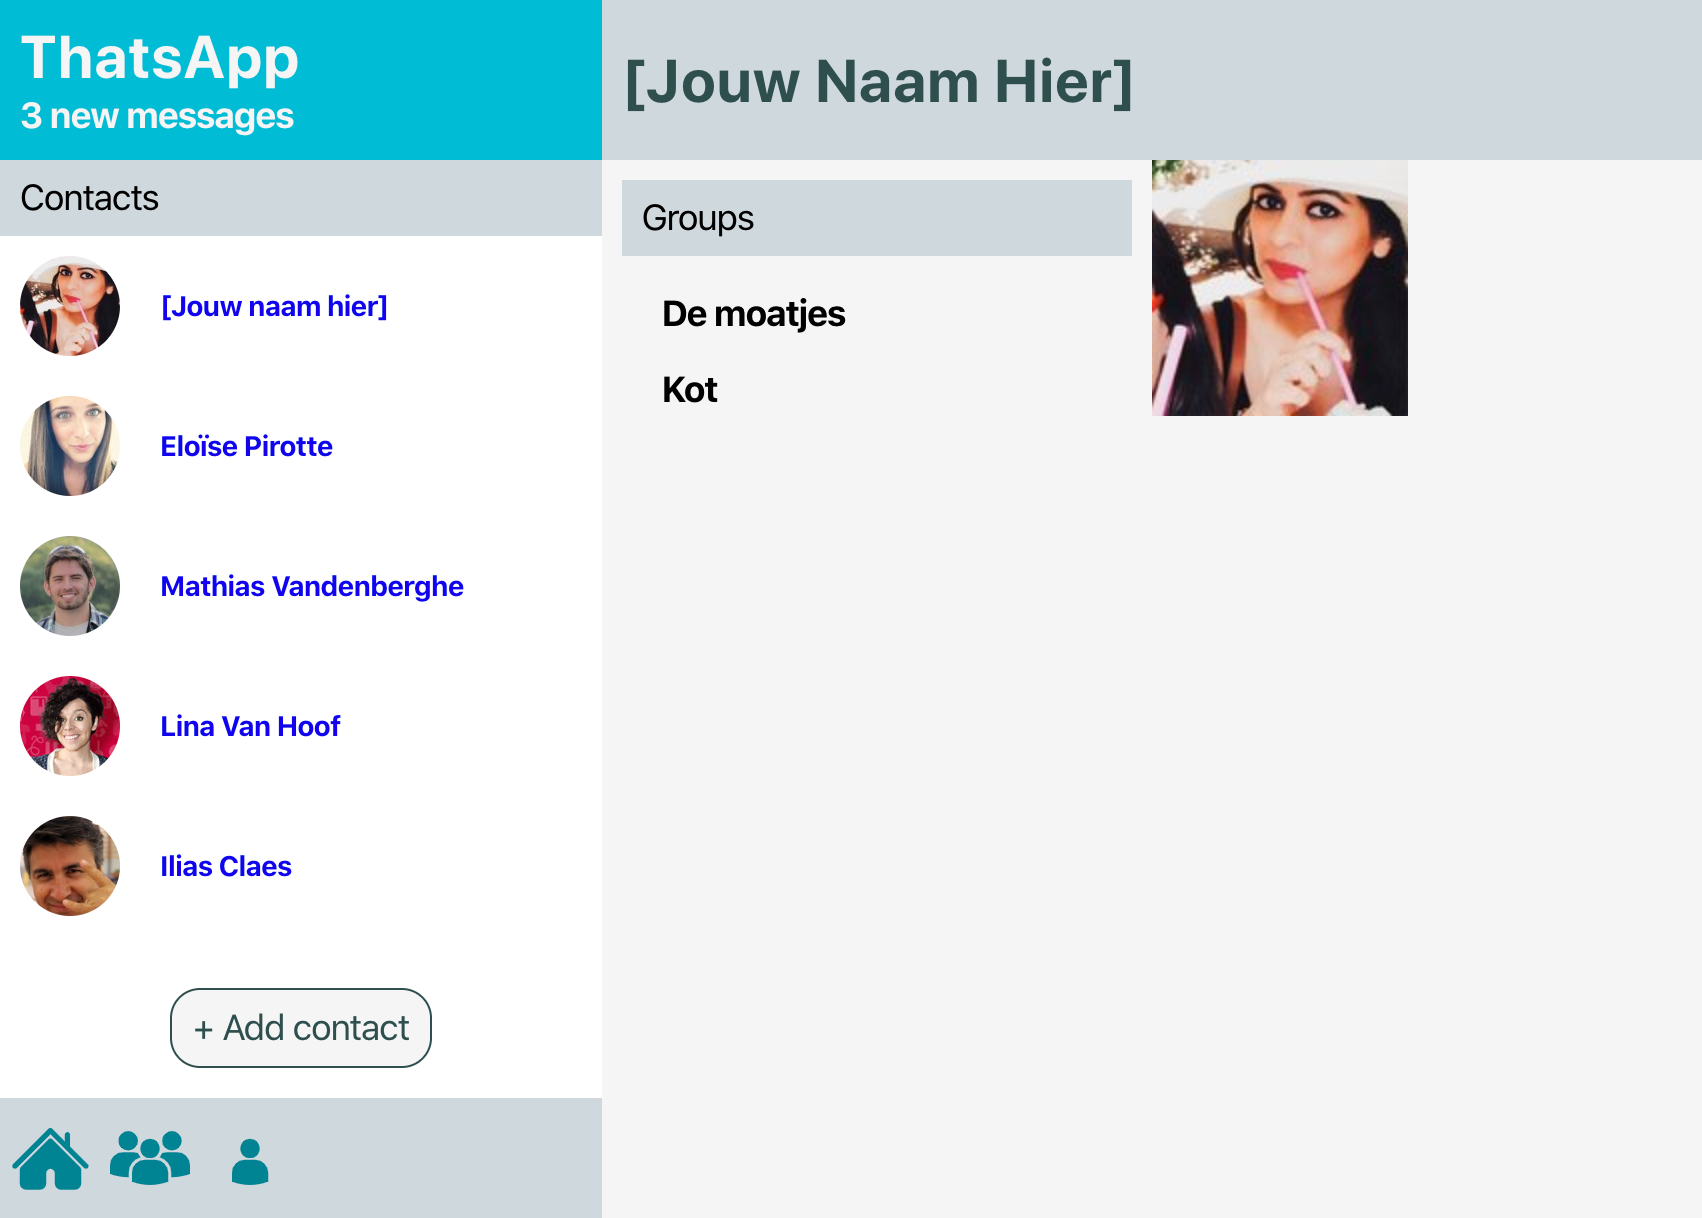 ThatsApp
3 new messages
Contacts
[Jouw naam hier]
Eloïse Pirotte
Mathias Vandenberghe
Lina Van Hoof
Ilias Claes
+ Add contact
[Jouw Naam Hier]
Groups
De moatjes
Kot